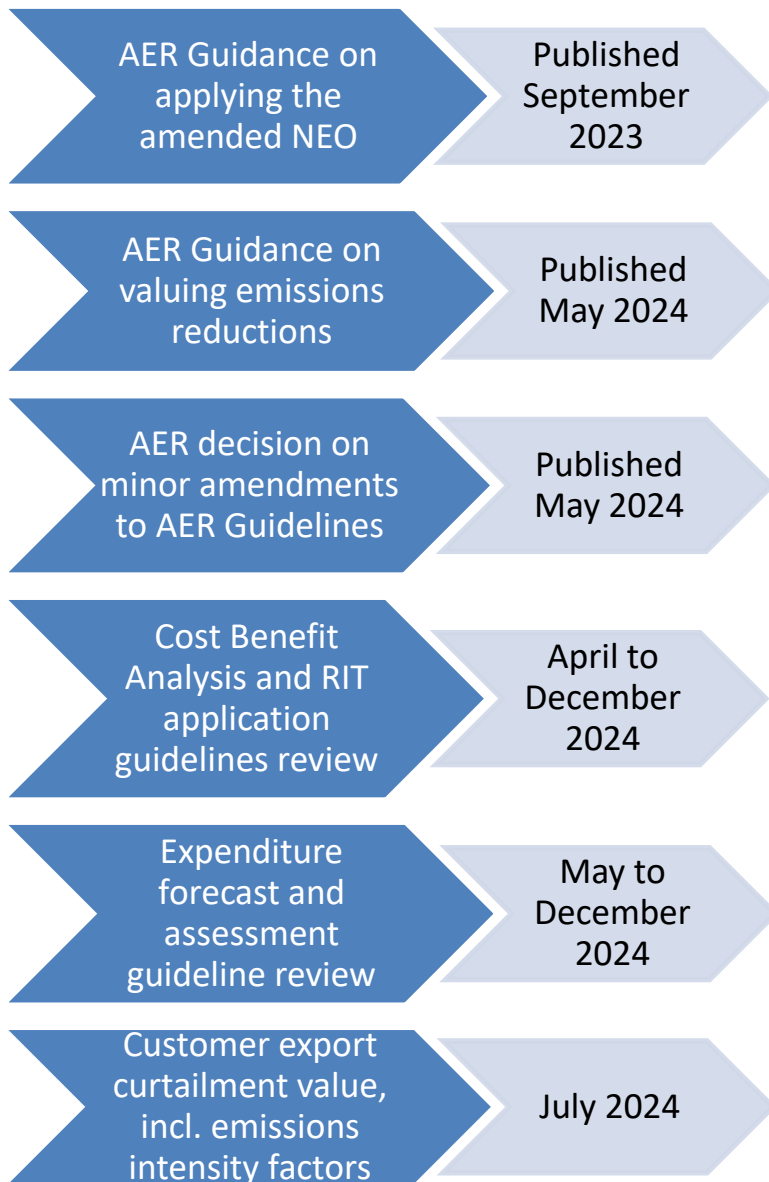 AER Guidance on
applying the
amended NEO
Published
September
2023
AER Guidance on
valuing emissions
reductions
Published
May 2024
AER decision on
minor amendments
to AER Guidelines
Published
May 2024
Cost Benefit
Analysis and RIT
application
guidelines review
April to
December
2024
Expenditure
forecast and
assessment
guideline review
May to
December
2024
Customer export
curtailment value,
incl. emissions
intensity factors
July 2024